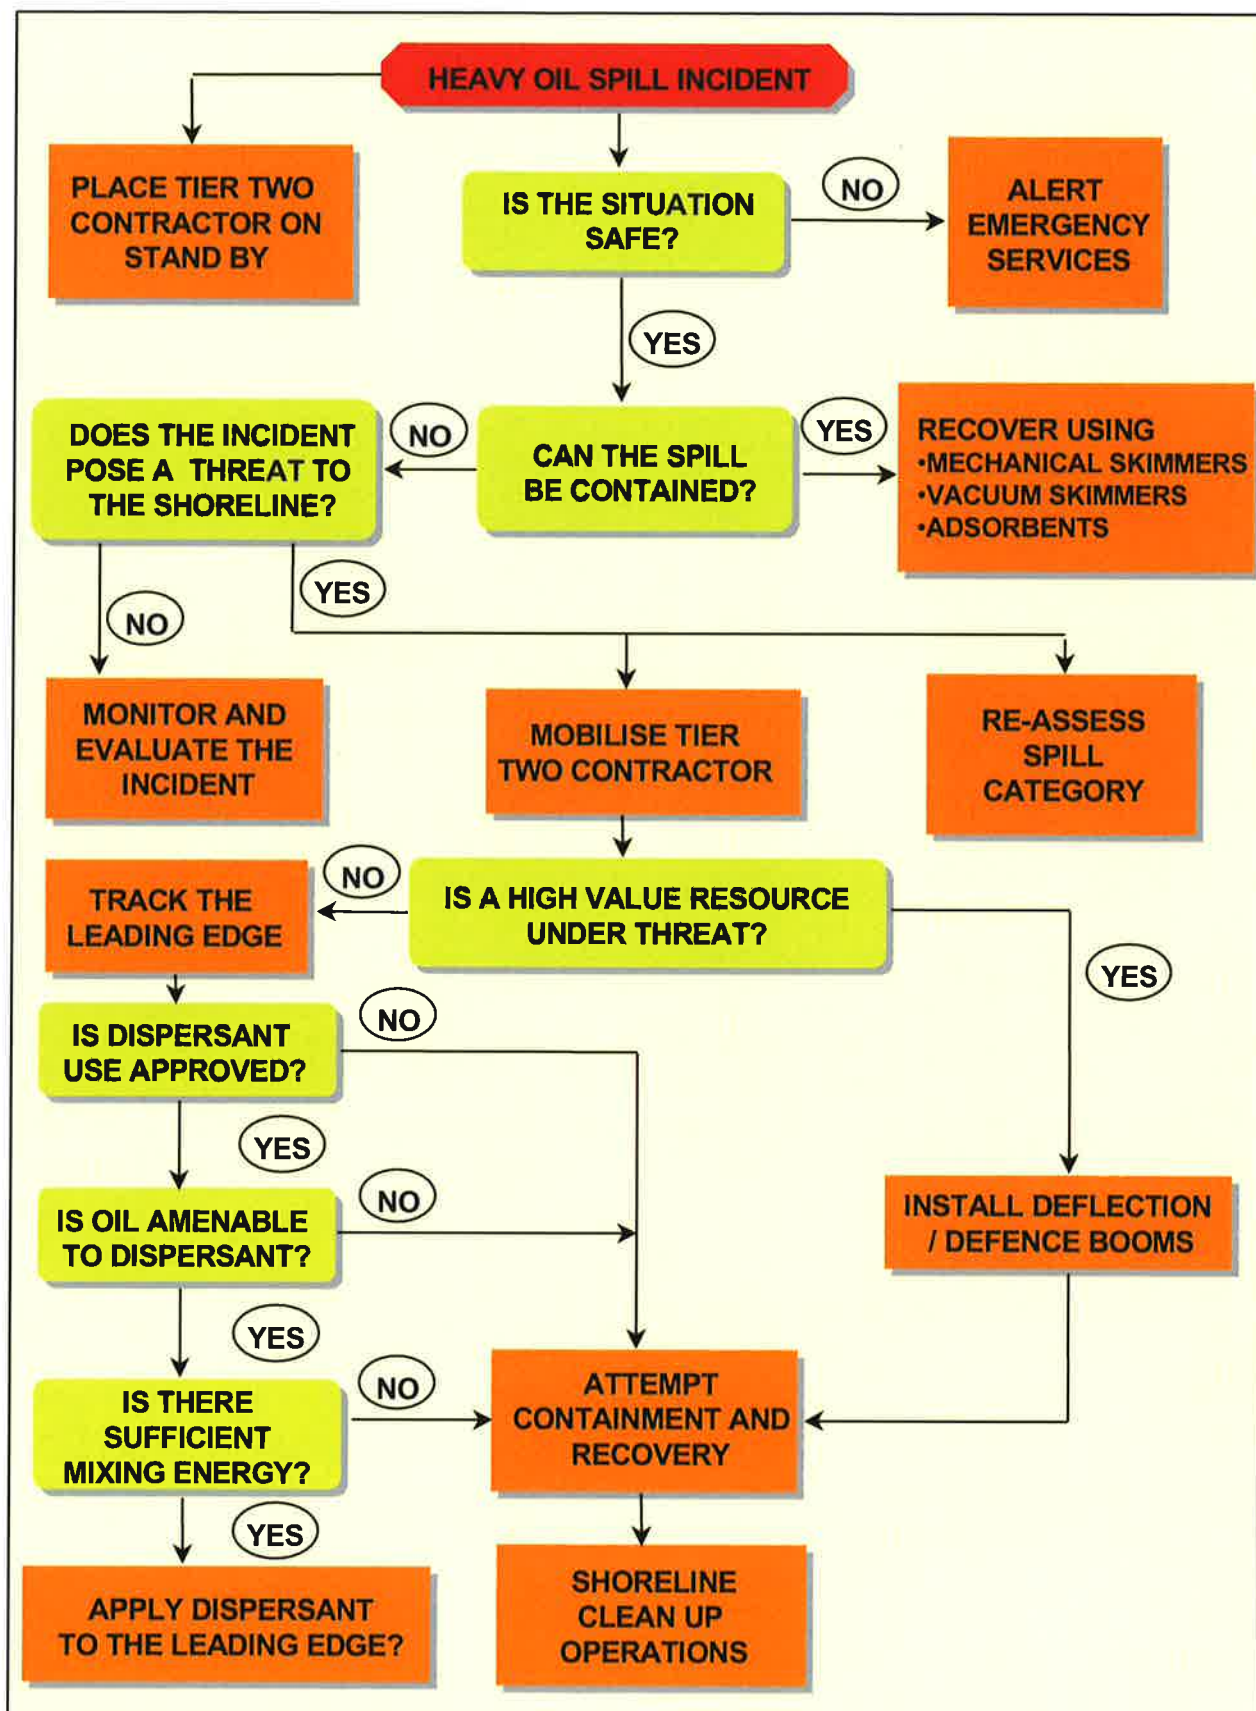 HEAVY OIL SPILL INCIDENT
PLACE TIER TWO
CONTRACTOR ON
STAND BY
IS THE SITUATION
SAFE?
NO
ALERT
EMERGENCY
SERVICES
YES
DOES THE INCIDENT
POSE A THREAT TO
THE SHORELINE?
NO
CAN THE SPILL
BE CONTAINED?
YES
RECOVER USING
•MECHANICAL SKIMMERS
•VACUUM SKIMMERS
•ADSORBENTS
NO
YES
MONITOR AND
EVALUATE THE
INCIDENT
MOBILISE TIER
TWO CONTRACTOR
RE-ASSESS
SPILL
CATEGORY
TRACK THE
LEADING EDGE
NO
IS A HIGH VALUE RESOURCE
UNDER THREAT?
YES
IS DISPERSANT
USE APPROVED?
NO
YES
IS OIL AMENABLE
TO DISPERSANT?
NO
INSTALL DEFLECTION
/ DEFENCE BOOMS
YES
IS THERE
SUFFICIENT
MIXING ENERGY?
NO
ATTEMPT
CONTAINMENT AND
RECOVERY
YES
APPLY DISPERSANT
TO THE LEADING EDGE?
SHORELINE
CLEAN UP
OPERATIONS